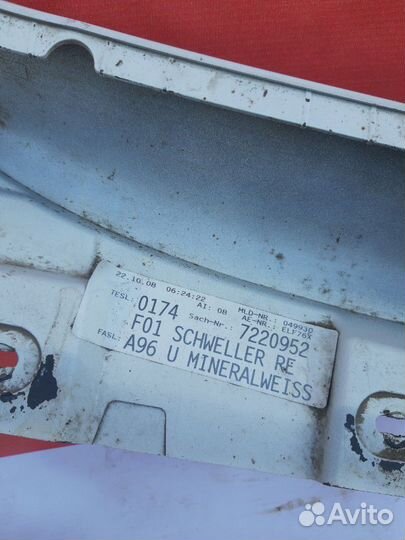 22.10.08 06:24:22 MLD-NR.: 049930
AI: 08 AE-NR.: ELF76X
TESL: 0174 Sach-Nr.: 7220952
F01 SCHWELLER RE
FASL: A96 U MINERALWEISS
Avito